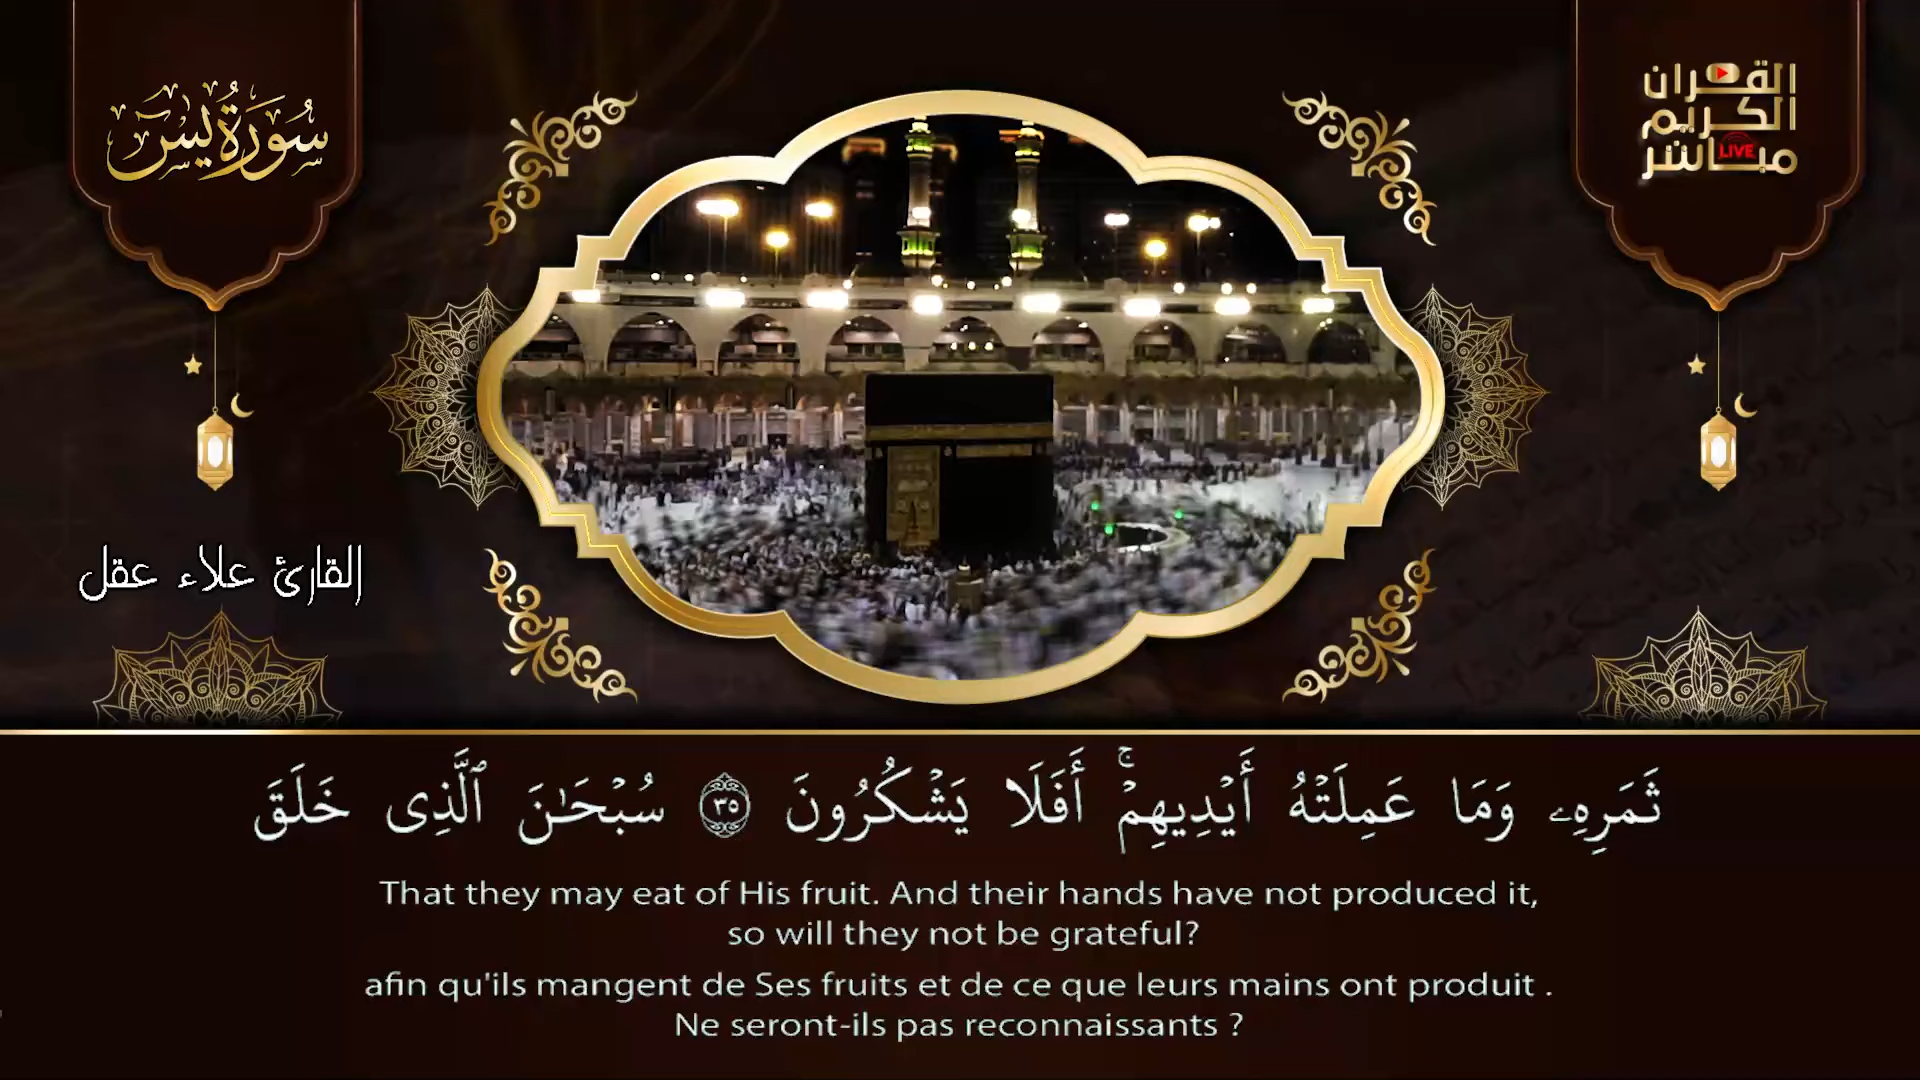 سُورَةُ يس
القرآن
الكريم
مباشر
LIVE
القارئ علاء عقل
ثَمَرِهِۦ وَمَا عَمِلَتْهُ أَيْدِيهِمْ ۚ أَفَلَا يَشْكُرُونَ ٣٥ سُبْحَـٰنَ ٱلَّذِى خَلَقَ
That they may eat of His fruit. And their hands have not produced it,
so will they not be grateful?
afin qu'ils mangent de Ses fruits et de ce que leurs mains ont produit .
Ne seront-ils pas reconnaissants ?